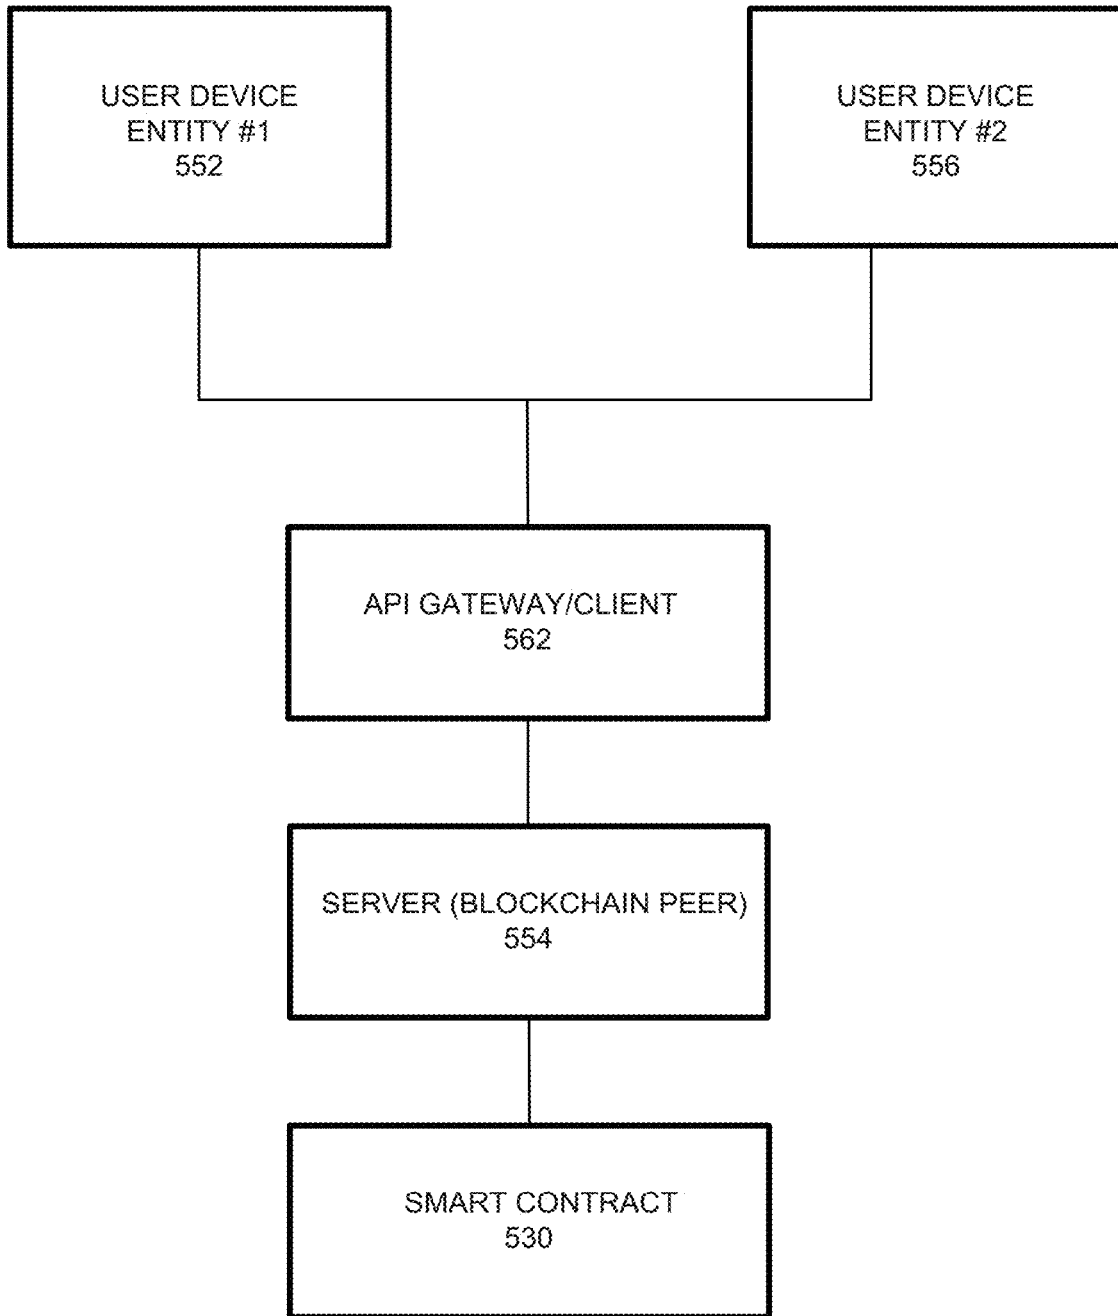 USER DEVICE
ENTITY #1
552
USER DEVICE
ENTITY #2
556
API GATEWAY/CLIENT
562
SERVER (BLOCKCHAIN PEER)
554
SMART CONTRACT
530